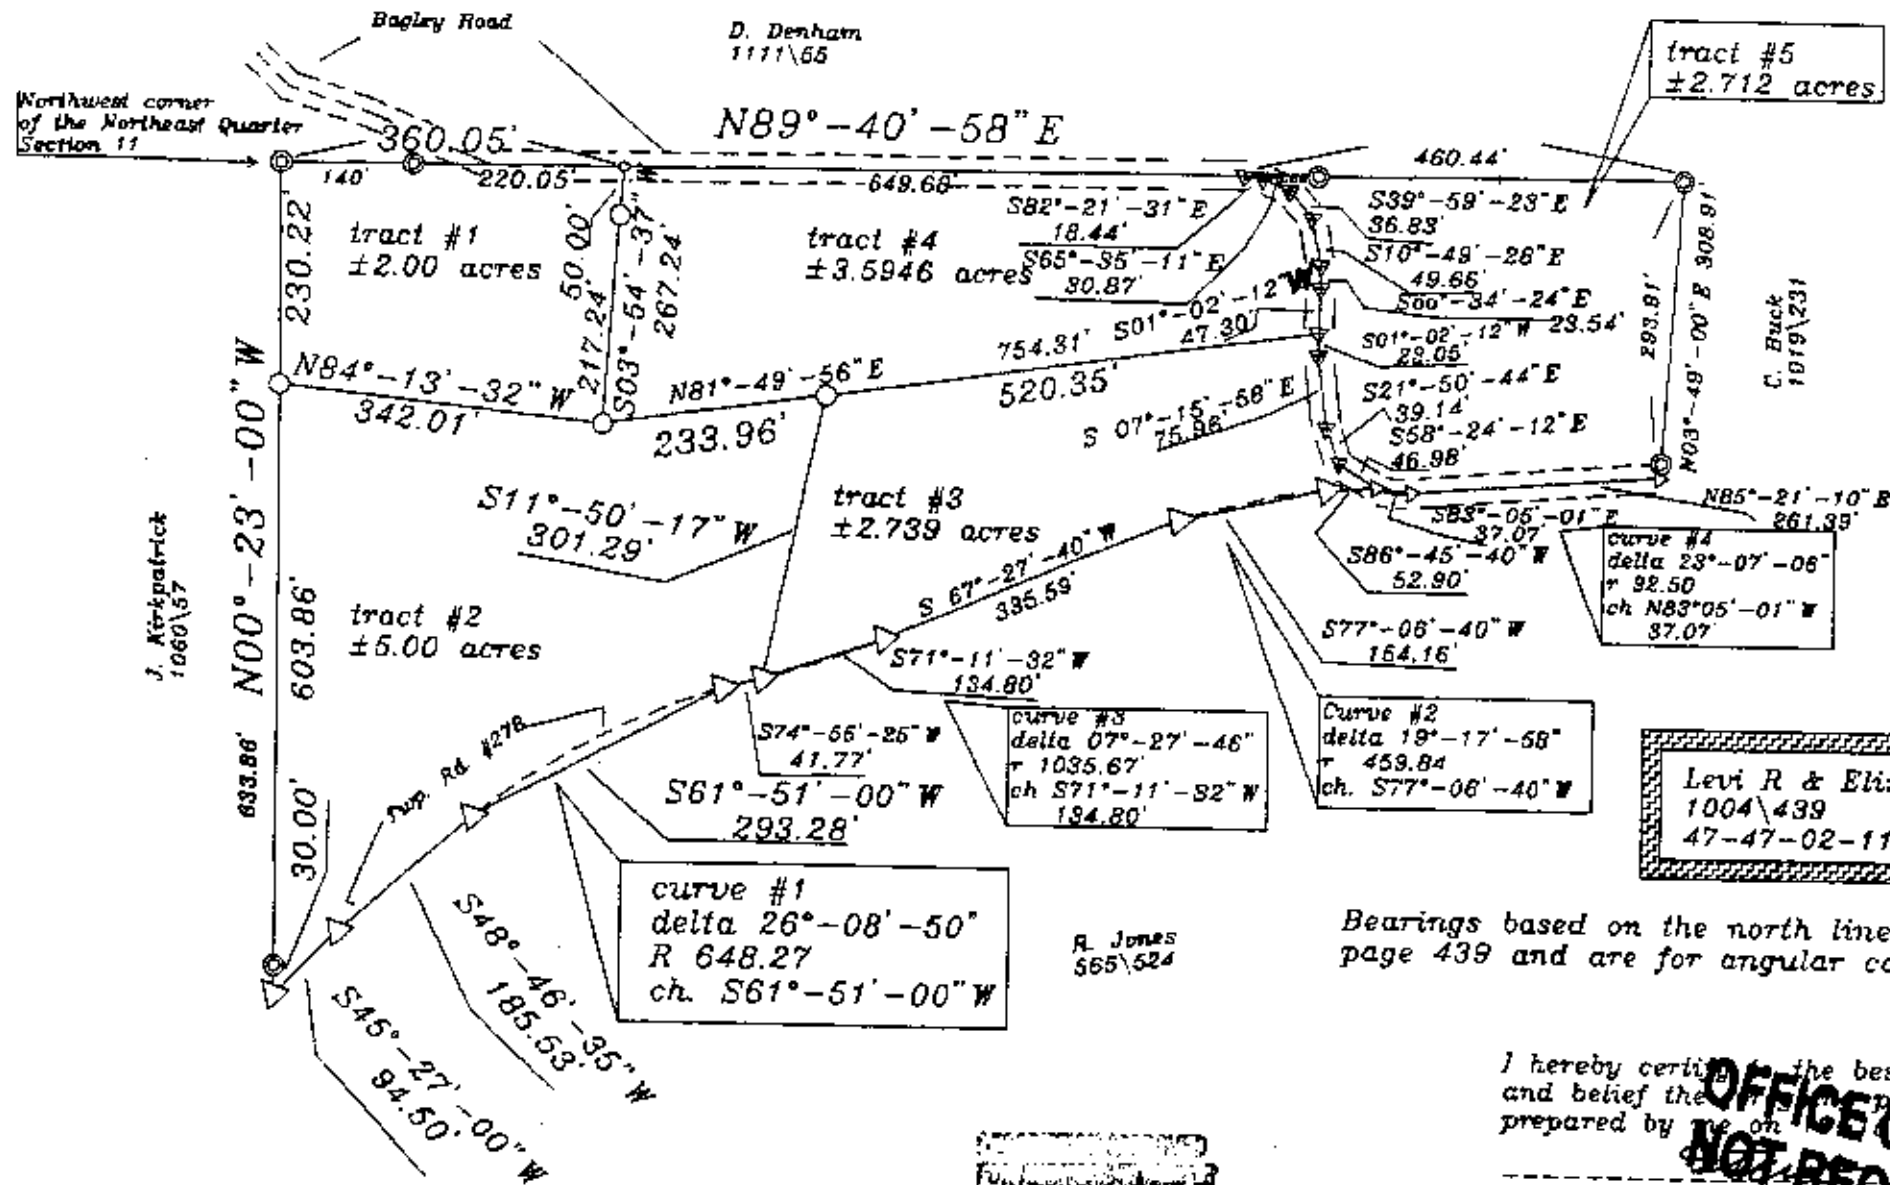 Bagley Road
D. Denham
1111\55
tract #5
±2.712 acres
Northwest corner
of the Northeast Quarter
Section 11
360.05'
N89°-40'-58" E
460.44'
140'
220.05'
649.68
230.22'
tract #1
±2.00 acres
50.00'
217.24'
S03°-54'-37" W
267.24'
tract #4
±3.5946 acres
S82°-21'-31" E
18.44'
S65°-35'-11" E
30.87'
S39°-59'-23" E
36.83'
S10°-49'-28" E
49.66'
-34'-24" E
23.54'
S01°-02'-12" W
47.30'
S01°-02'-12" W
23.05'
293.91'
N03°-49'-00" E 308.91'
C. Buck
1019\231
N84°-13'-32" W
342.01'
N81°-49'-56" E
233.96'
754.31'
520.35'
S 07°-15'-58" E
75.96'
S21°-50'-44" E
39.14'
S58°-24'-12" E
46.98'
N85°-21'-10" E
261.39'
S83°-05'-01" E
37.07
J. Kirkpatrick
1060\57
N00°-23'-00" W
603.86'
633.86'
30.00'
S11°-50'-17" W
301.29'
tract #3
±2.739 acres
S 67°-27'-40" W
335.59'
S86°-45'-40" W
52.90'
curve #4
delta 23°-07'-06"
r 92.50
ch N83°05'-01" W
37.07
tract #2
±5.00 acres
S77°-06'-40" W
154.16'
S71°-11'-32" W
134.80'
Twp. Rd. #276
S74°-56'-25" W
41.77'
curve #3
delta 07°-27'-46"
r 1035.67'
ch S71°-11'-32" W
134.80'
Curve #2
delta 19°-17'-58"
r 459.84
ch. S77°-06'-40" W
S61°-51'-00" W
293.28'
curve #1
delta 26°-08'-50"
R 648.27
ch. S61°-51'-00" W
S48°-46'-35" W
185.53'
S45°-27'-00" W
94.50'
R. Jones
565\524
Levi R & Eli
1004\439
47-47-02-11
Bearings based on the north line
page 439 and are for angular
I hereby the bes
and belief the
prepared by me on
OFFICE
NOT